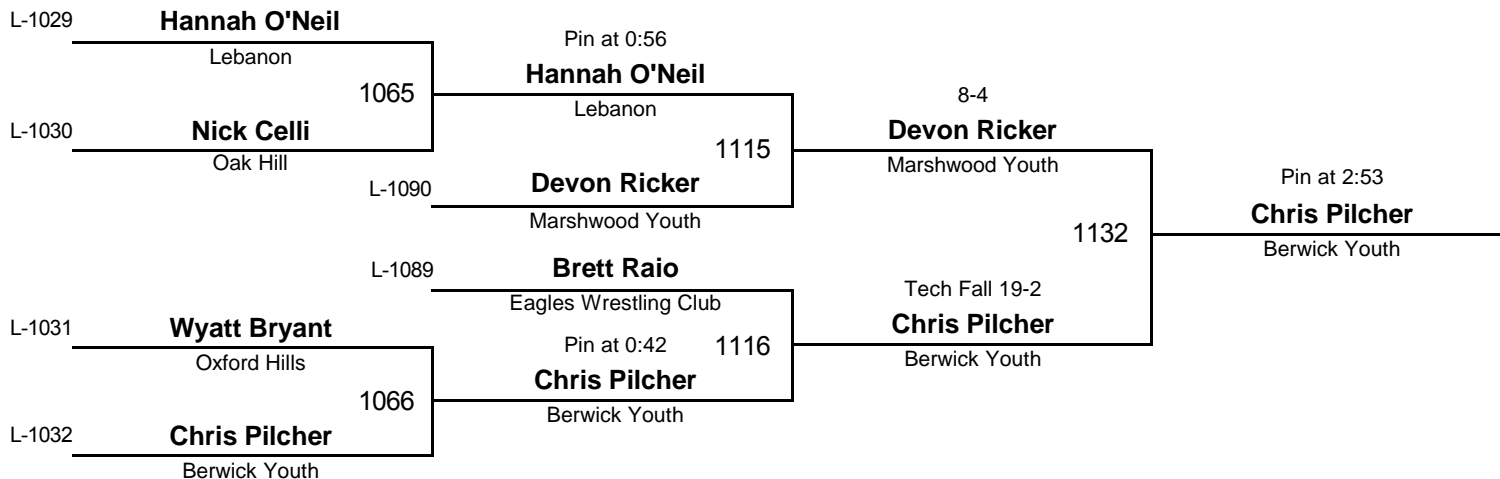 L-1029
Hannah O'Neil
Lebanon
1065
L-1030
Nick Celli
Oak Hill
Pin at 0:56
Hannah O'Neil
Lebanon
1115
L-1090
Devon Ricker
Marshwood Youth
8-4
Devon Ricker
Marshwood Youth
1132
Pin at 2:53
Chris Pilcher
Berwick Youth
L-1089
Brett Raio
Eagles Wrestling Club
1116
Tech Fall 19-2
Chris Pilcher
Berwick Youth
L-1031
Wyatt Bryant
Oxford Hills
1066
Pin at 0:42
Chris Pilcher
Berwick Youth
L-1032
Chris Pilcher
Berwick Youth